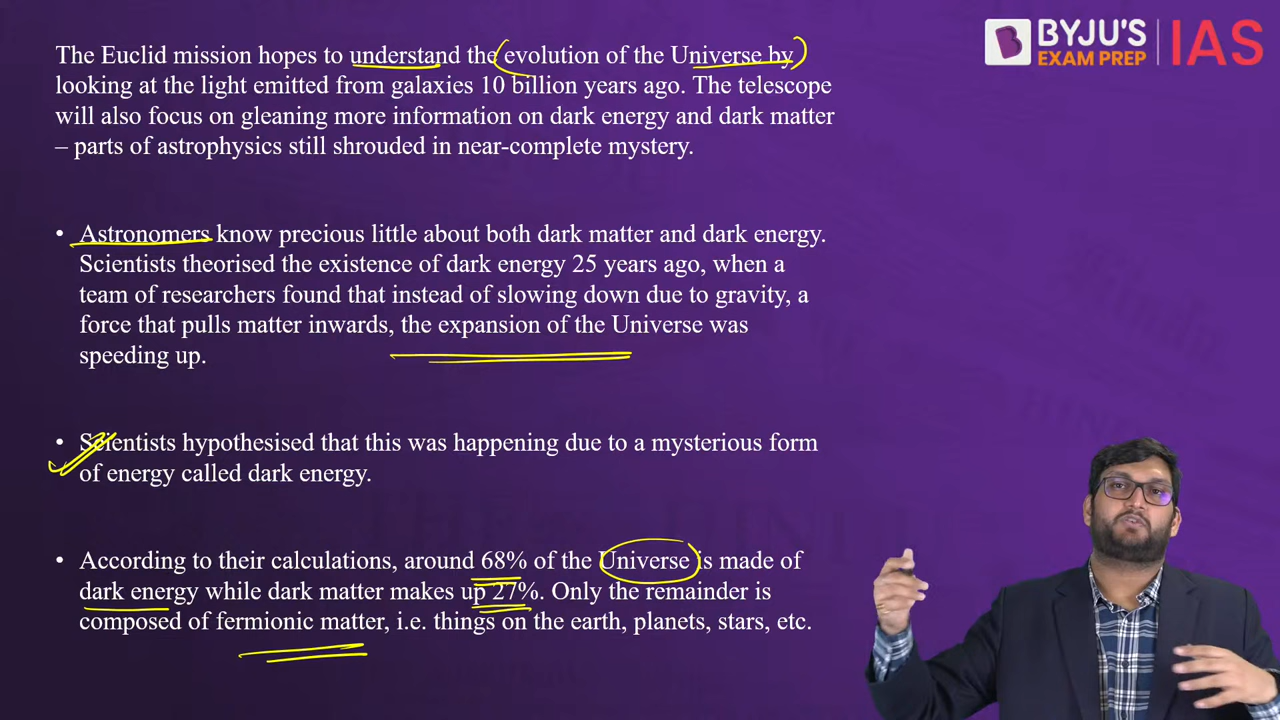 The Euclid mission hopes to understand the evolution of the Universe by
looking at the light emitted from galaxies 10 billion years ago. The telescope
will also focus on gleaning more information on dark energy and dark matter
– parts of astrophysics still shrouded in near-complete mystery.
• Astronomers know precious little about both dark matter and dark energy.
Scientists theorised the existence of dark energy 25 years ago, when a
team of researchers found that instead of slowing down due to gravity, a
force that pulls matter inwards, the expansion of the Universe was
speeding up.
• Scientists hypothesised that this was happening due to a mysterious form
of energy called dark energy.
• According to their calculations, around 68% of the Universe is made of
dark energy while dark matter makes up 27%. Only the remainder is
composed of fermionic matter, i.e. things on the earth, planets, stars, etc.
BYJU'S
EXAM PREP
IAS